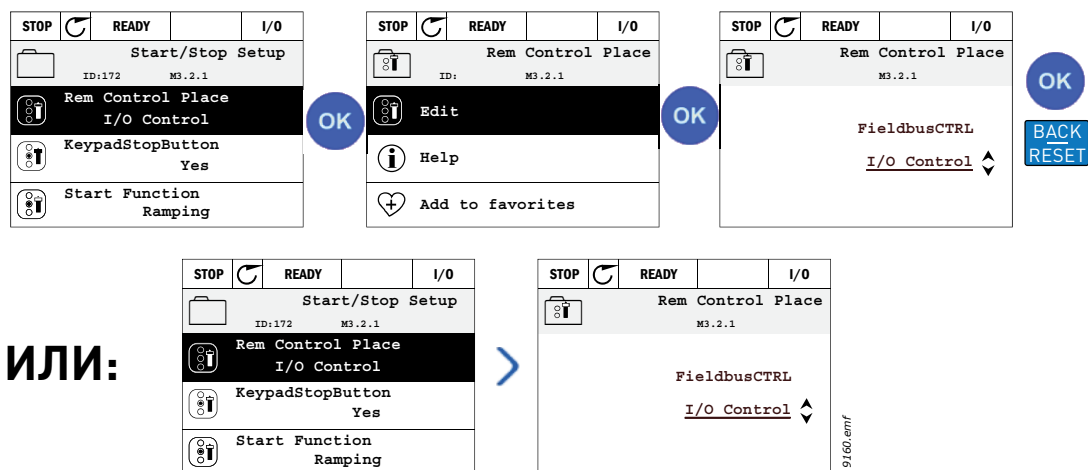 STOP READY I/O
Start/Stop Setup
ID:172 M3.2.1
Rem Control Place
I/O Control
KeypadStopButton
Yes
Start Function
Ramping
OK
STOP READY I/O
Rem Control Place
ID: M3.2.1
Edit
Help
Add to favorites
OK
STOP READY I/O
Rem Control Place
M3.2.1
FieldbusCTRL
I/O Control
OK
BACK
RESET
ИЛИ:
STOP READY I/O
Start/Stop Setup
ID:172 M3.2.1
Rem Control Place
I/O Control
KeypadStopButton
Yes
Start Function
Ramping
STOP READY I/O
Rem Control Place
M3.2.1
FieldbusCTRL
I/O Control
9160.emf